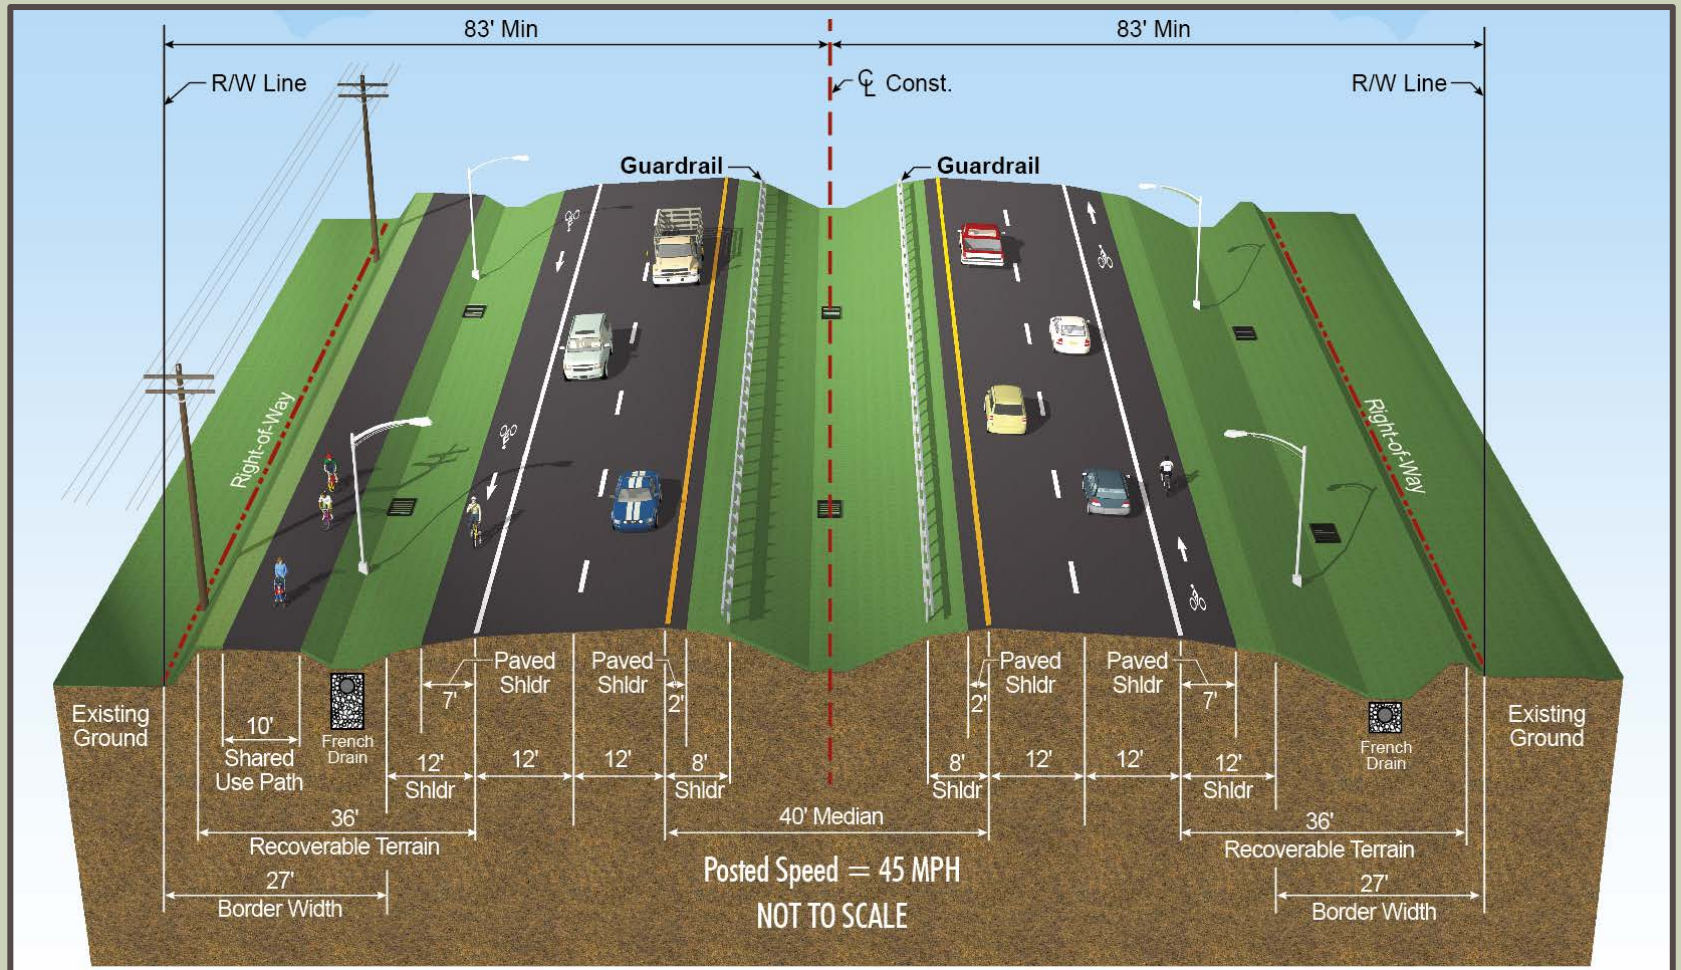 83' Min
83' Min
R/W Line
℄ Const.
R/W Line
Guardrail
Guardrail
Right-of-Way
Right-of-Way
Existing
Ground
10'
Shared
Use Path
French
Drain
7'
Paved
Shldr
Paved
Shldr
2'
2'
Paved
Shldr
Paved
Shldr
7'
French
Drain
Existing
Ground
12'
Shldr
12'
12'
8'
Shldr
8'
Shldr
12'
12'
12'
Shldr
36'
Recoverable Terrain
40' Median
36'
Recoverable Terrain
27'
Border Width
Posted Speed = 45 MPH
NOT TO SCALE
27'
Border Width